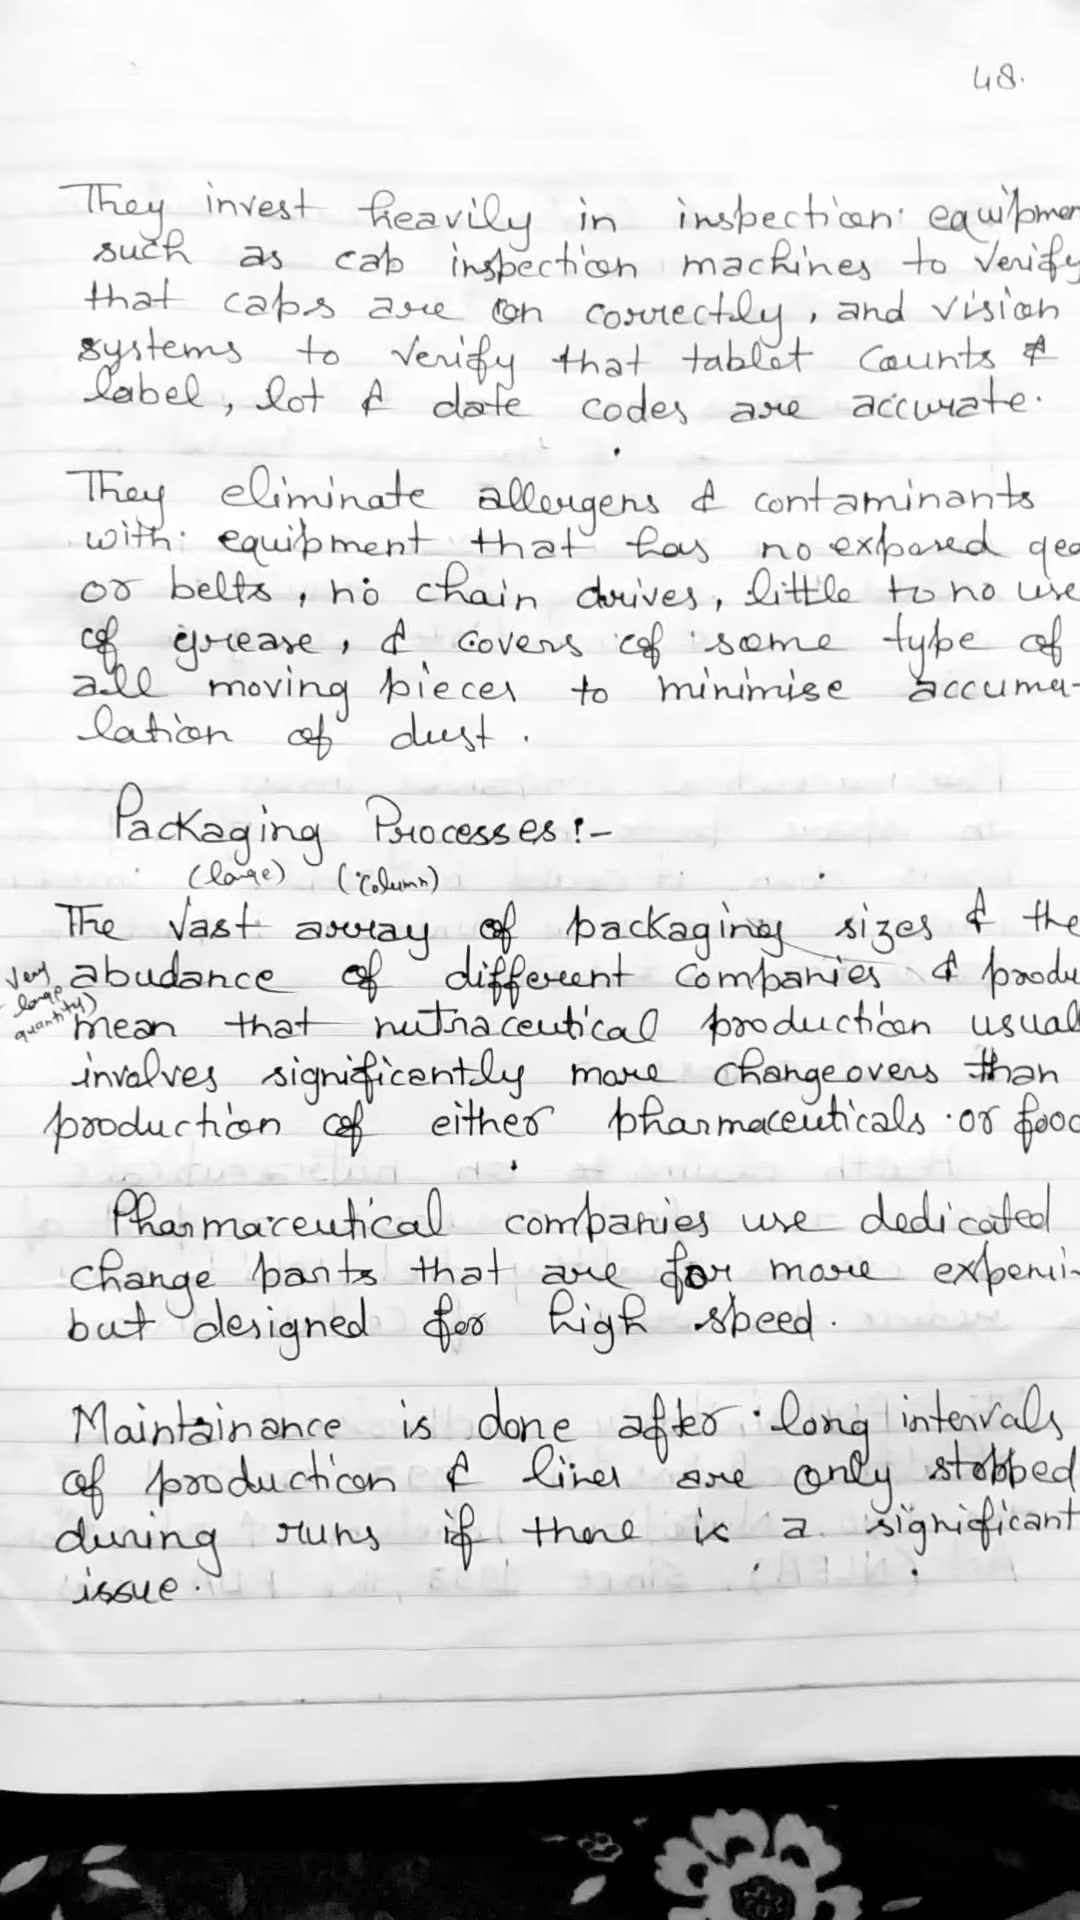 48.
They invest heavily in inspection equipmen
such as cap inspection machines to verify
that caps are on correctly, and vision
systems to verify that tablet counts &
label, lot & date codes are accurate.
They eliminate allergens & contaminants
with equipment that has no exposed gea
or belts, no chain drives, little to no use
of grease, & covers of some type of
all moving pieces to minimise accumu-
lation of dust.
Packaging Processes:-
(large) (column)
The vast array of packaging sizes & the
abudance of different companies & produ
(very large quantity)
mean that nutraceutical production usual
involves significantly more changeovers than
production of either pharmaceuticals or food
Pharmaceutical companies use dedicated
change parts that are far more expensi-
but designed for high speed.
Maintainance is done after long intervals
of production & lines are only stopped
during runs if there is a significant
issue.